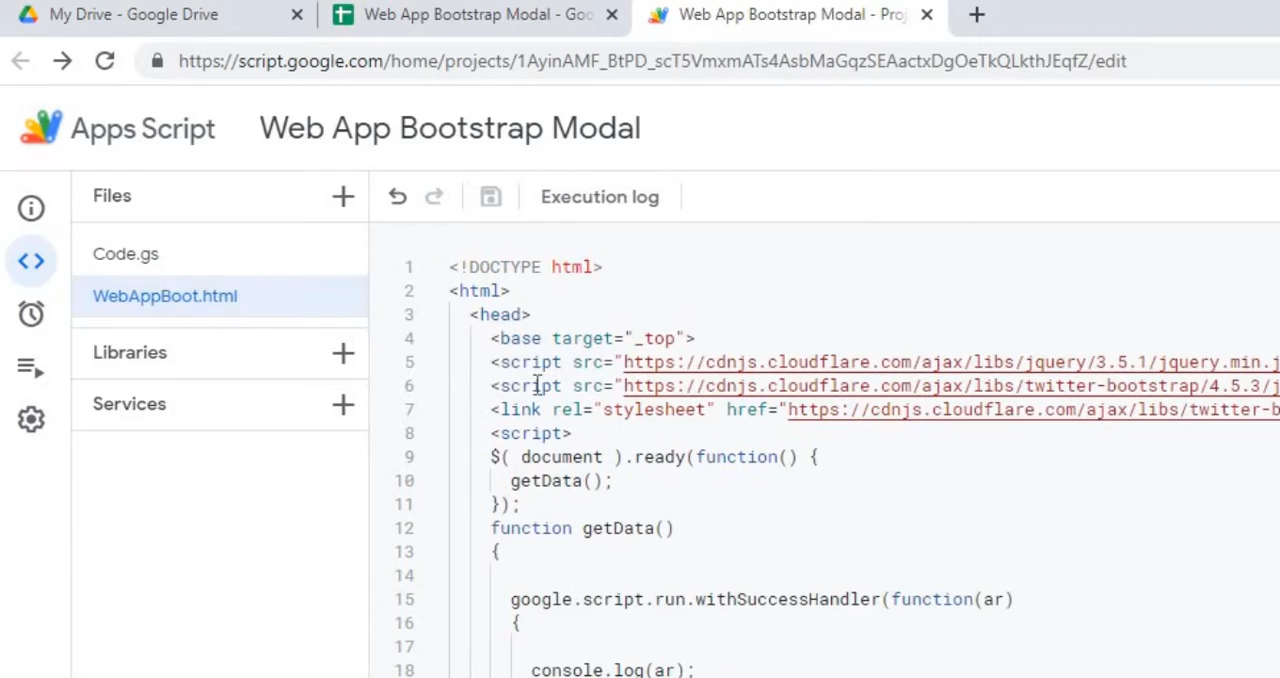 My Drive - Google Drive
Web App Bootstrap Modal - Goo
Web App Bootstrap Modal - Proj
https://script.google.com/home/projects/1AyinAMF_BtPD_scT5VmxmATs4AsbMaGqzSEAactxDgOeTkQLkthJEqfZ/edit
Apps Script
Web App Bootstrap Modal
Files
Execution log
Code.gs
WebAppBoot.html
Libraries
Services
1 <!DOCTYPE html>
2 <html>
3 <head>
4 <base target="_top">
5 <script src="https://cdnjs.cloudflare.com/ajax/libs/jquery/3.5.1/jquery.min.j
6 <script src="https://cdnjs.cloudflare.com/ajax/libs/twitter-bootstrap/4.5.3/j
7 <link rel="stylesheet" href="https://cdnjs.cloudflare.com/ajax/libs/twitter-b
8 <script>
9 $( document ).ready(function() {
10 getData();
11 });
12 function getData()
13 {
14
15 google.script.run.withSuccessHandler(function(ar)
16 {
17
18 console.log(ar);